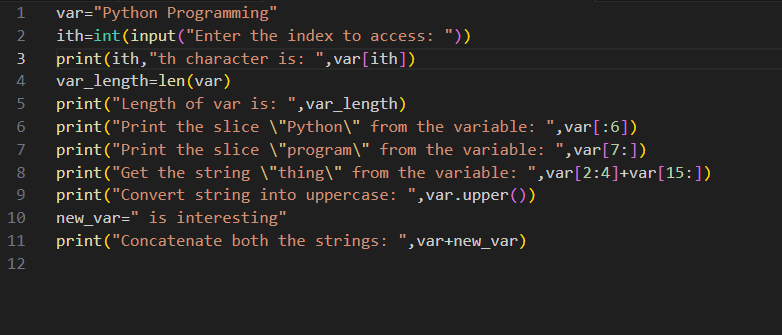 1 var="Python Programming"
2 ith=int(input("Enter the index to access: "))
3 print(ith,"th character is: ",var[ith])
4 var_length=len(var)
5 print("Length of var is: ",var_length)
6 print("Print the slice \"Python\" from the variable: ",var[:6])
7 print("Print the slice \"program\" from the variable: ",var[7:])
8 print("Get the string \"thing\" from the variable: ",var[2:4]+var[15:])
9 print("Convert string into uppercase: ",var.upper())
10 new_var=" is interesting"
11 print("Concatenate both the strings: ",var+new_var)
12